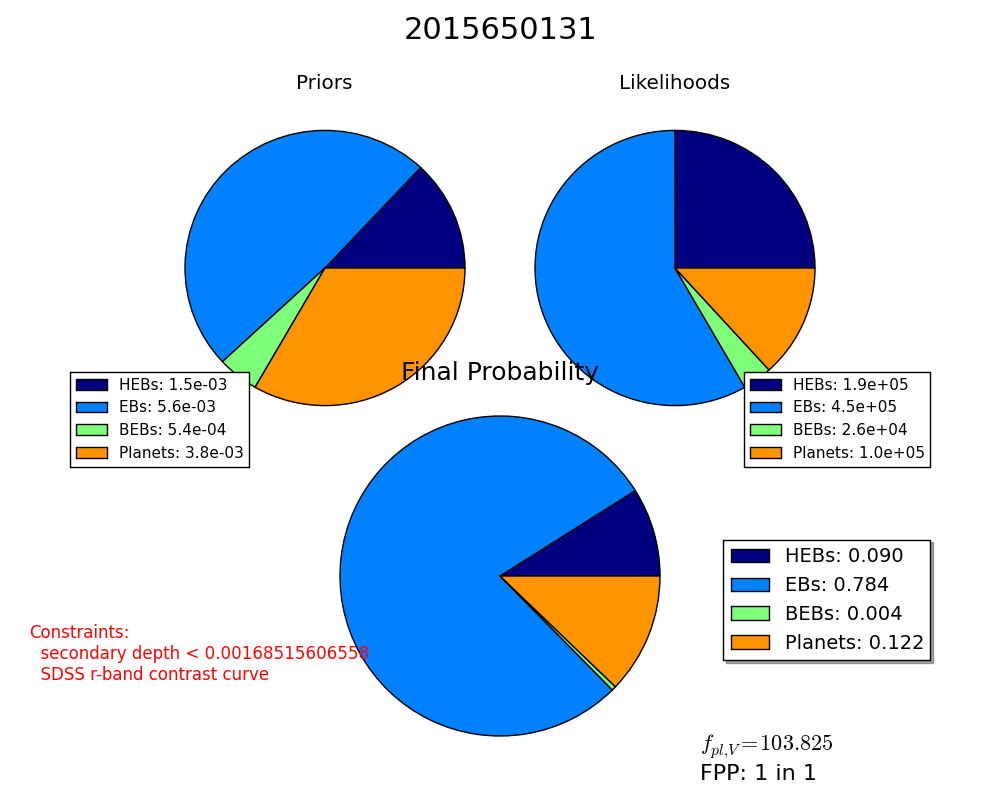 2015650131
Priors
Likelihoods
HEBs: 1.5e-03
EBs: 5.6e-03
BEBs: 5.4e-04
Planets: 3.8e-03
HEBs: 1.9e+05
EBs: 4.5e+05
BEBs: 2.6e+04
Planets: 1.0e+05
Final Probability
HEBs: 0.090
EBs: 0.784
BEBs: 0.004
Planets: 0.122
Constraints:
secondary depth < 0.00168515606558
SDSS r-band contrast curve
f_{pl,V} = 103.825
FPP: 1 in 1